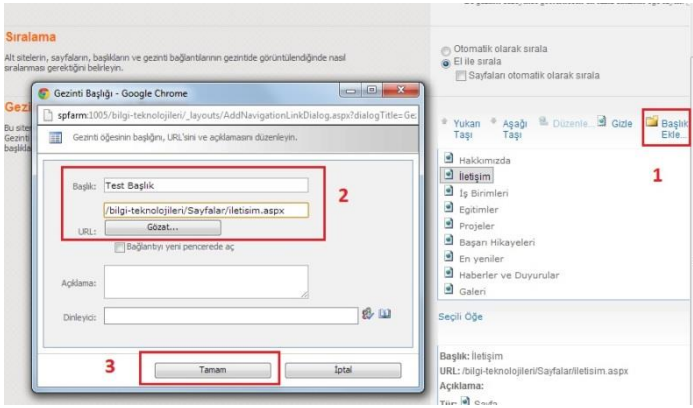 Sıralama
Alt sitelerin, sayfaların, başlıkların ve gezinti bağlantılarının gezintide görüntülendiğinde nasıl
sıralanması gerektiğini belirleyin.
Otomatik olarak sırala
El ile sırala
Sayfaları otomatik olarak sırala
Gezi
Bu site
Gezinti
başlıkla
Gezinti Başlığı - Google Chrome
spfarm:1005/bilgi-teknolojileri/_layouts/AddNavigationLinkDialog.aspx?dialogTitle=Gez
Gezinti öğesinin başlığını, URL'sini ve açıklamasını düzenleyin.
Başlık: Test Başlık
/bilgi-teknolojileri/Sayfalar/iletisim.aspx
URL: Gözat...
Bağlantıyı yeni pencerede aç
2
Açıklama:
Dinleyici:
3
Tamam
İptal
Yukarı Taşı
Aşağı Taşı
Düzenle...
Gizle
Başlık Ekle...
1
Hakkımızda
İletişim
İş Birimleri
Egitimler
Projeler
Başarı Hikayeleri
En yeniler
Haberler ve Duyurular
Galeri
Seçili Öğe
Başlık: İletişim
URL: /bilgi-teknolojileri/Sayfalar/iletisim.aspx
Açıklama:
Tür: Sayfa